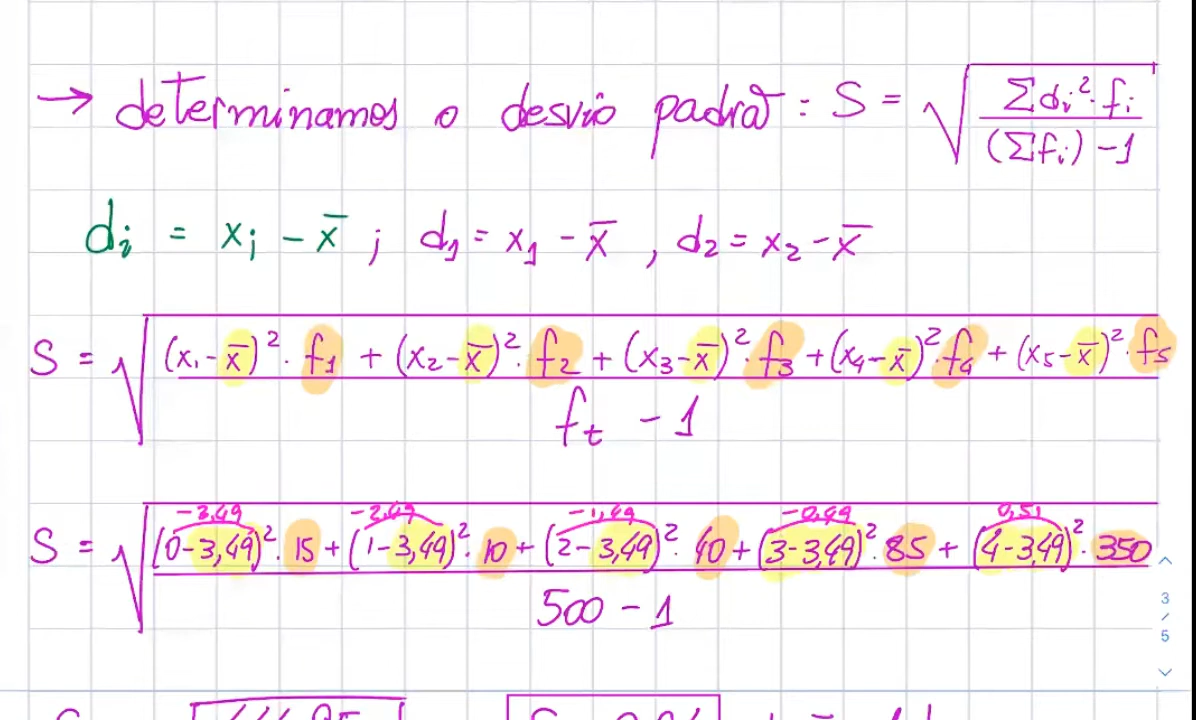 → determinamos o desvio padrão : S = √ Σdi²·fi / (Σfi) - 1
di = xi - x̄ ; d1 = x1 - x̄ , d2 = x2 - x̄
S = √ (x1 - x̄)²· f1 + (x2 - x̄)²· f2 + (x3 - x̄)²· f3 + (x4 - x̄)²· f4 + (x5 - x̄)²· f5
ft - 1
-3,49 -2,49 -1,49 -0,49 0,51
S = √ (0-3,49)²· 15 + (1-3,49)²· 10 + (2-3,49)²· 40 + (3-3,49)²· 85 + (4-3,49)²· 350
500 - 1
3
/
5